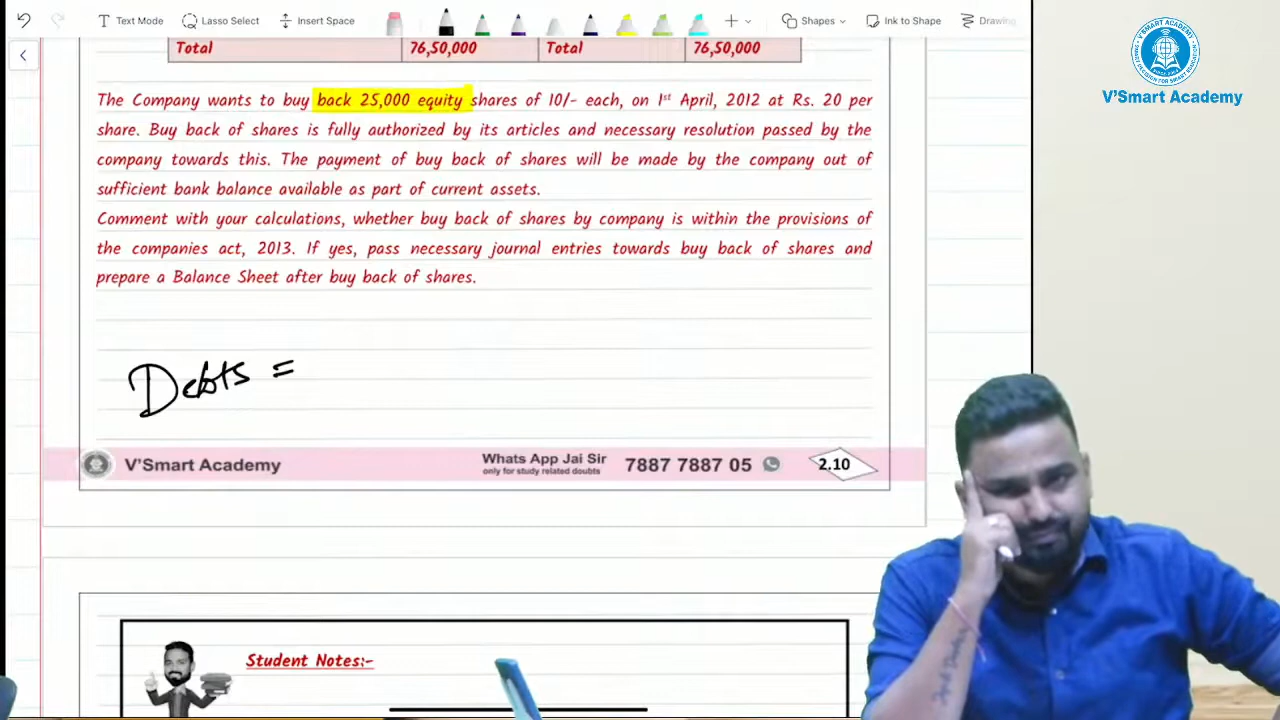 Text Mode Lasso Select Insert Space Shapes Ink to Shape Drawing
Total 76,50,000 Total 76,50,000
V'Smart Academy
The Company wants to buy back 25,000 equity shares of 10/- each, on 1st April, 2012 at Rs. 20 per
share. Buy back of shares is fully authorized by its articles and necessary resolution passed by the
company towards this. The payment of buy back of shares will be made by the company out of
sufficient bank balance available as part of current assets.
Comment with your calculations, whether buy back of shares by company is within the provisions of
the companies act, 2013. If yes, pass necessary journal entries towards buy back of shares and
prepare a Balance Sheet after buy back of shares.
Debts =
V'Smart Academy
Whats App Jai Sir
only for study related doubts
7887 7887 05
2.10
Student Notes:-